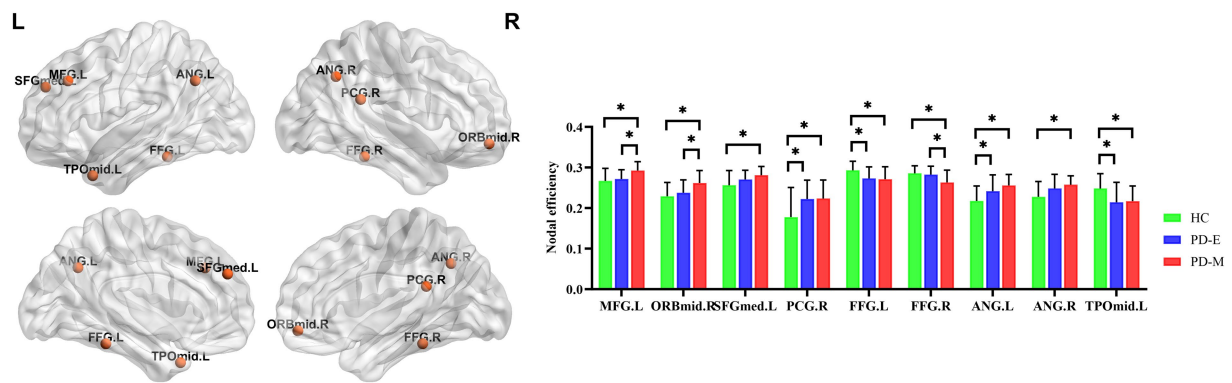 L
R
SFGmed.L
MFG.L
ANG.L
TPOmid.L
FFG.L
ANG.R
PCG.R
ORBmid.R
FFG.R
ANG.L
MFG.L
SFGmed.L
FFG.L
TPOmid.L
ANG.R
PCG.R
ORBmid.R
FFG.R
Nodal efficiency
0.4
0.3
0.2
0.1
0.0
* * * * * * * * * * * * * * *
MFG.L ORBmid.R SFGmed.L PCG.R FFG.L FFG.R ANG.L ANG.R TPOmid.L
HC
PD-E
PD-M